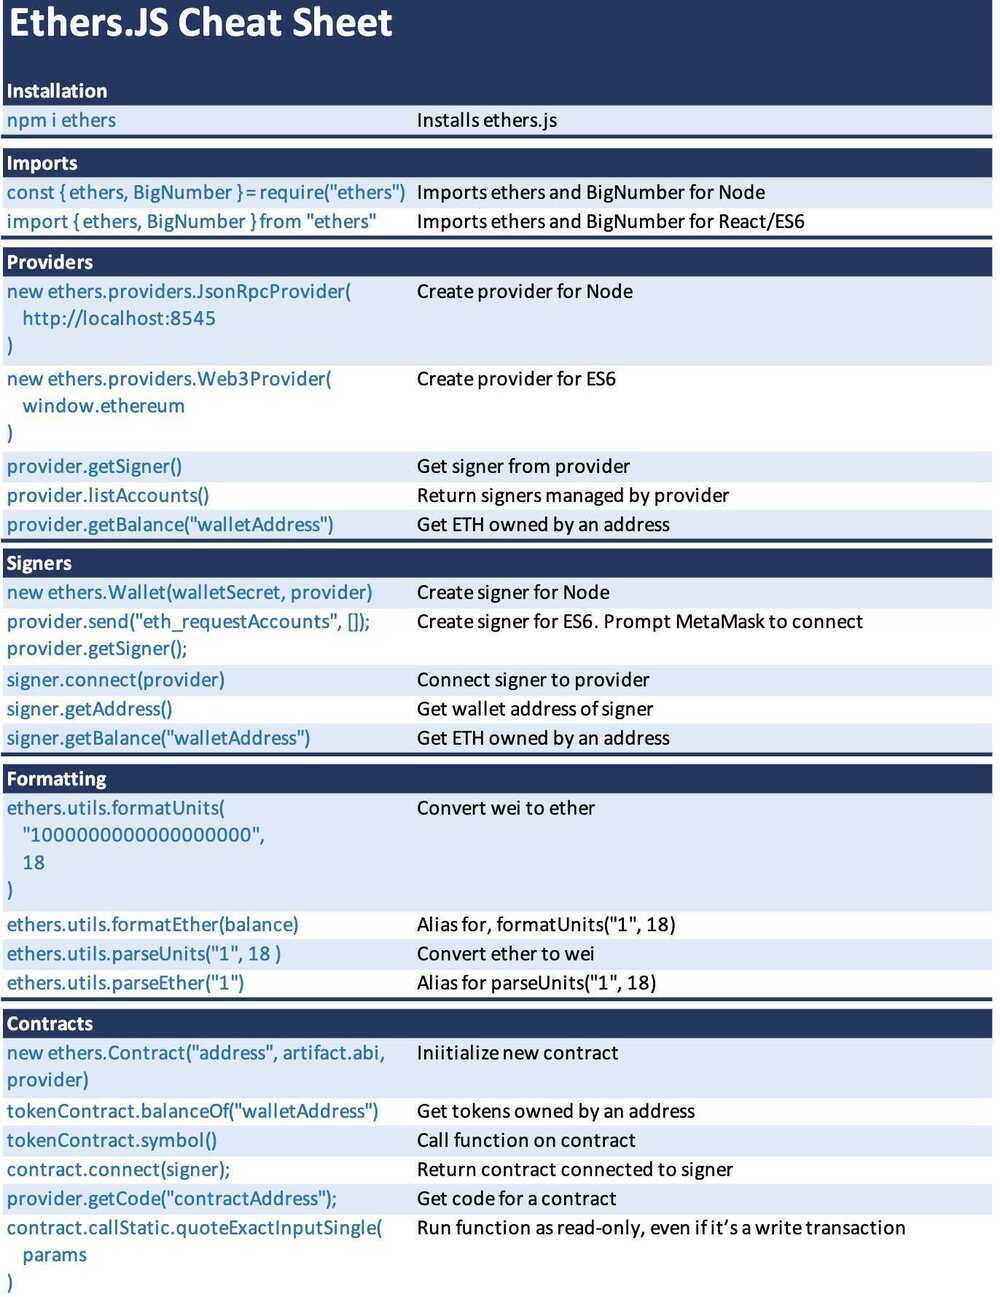 Ethers.JS Cheat Sheet
Installation
npm i ethers Installs ethers.js
Imports
const { ethers, BigNumber } = require("ethers") Imports ethers and BigNumber for Node
import { ethers, BigNumber } from "ethers" Imports ethers and BigNumber for React/ES6
Providers
new ethers.providers.JsonRpcProvider( Create provider for Node
http://localhost:8545
)
new ethers.providers.Web3Provider( Create provider for ES6
window.ethereum
)
provider.getSigner() Get signer from provider
provider.listAccounts() Return signers managed by provider
provider.getBalance("walletAddress") Get ETH owned by an address
Signers
new ethers.Wallet(walletSecret, provider) Create signer for Node
provider.send("eth_requestAccounts", []); Create signer for ES6. Prompt MetaMask to connect
provider.getSigner();
signer.connect(provider) Connect signer to provider
signer.getAddress() Get wallet address of signer
signer.getBalance("walletAddress") Get ETH owned by an address
Formatting
ethers.utils.formatUnits( Convert wei to ether
"1000000000000000000",
18
)
ethers.utils.formatEther(balance) Alias for, formatUnits("1", 18)
ethers.utils.parseUnits("1", 18 ) Convert ether to wei
ethers.utils.parseEther("1") Alias for parseUnits("1", 18)
Contracts
new ethers.Contract("address", artifact.abi, Iniitialize new contract
provider)
tokenContract.balanceOf("walletAddress") Get tokens owned by an address
tokenContract.symbol() Call function on contract
contract.connect(signer); Return contract connected to signer
provider.getCode("contractAddress"); Get code for a contract
contract.callStatic.quoteExactInputSingle( Run function as read-only, even if it’s a write transaction
params
)